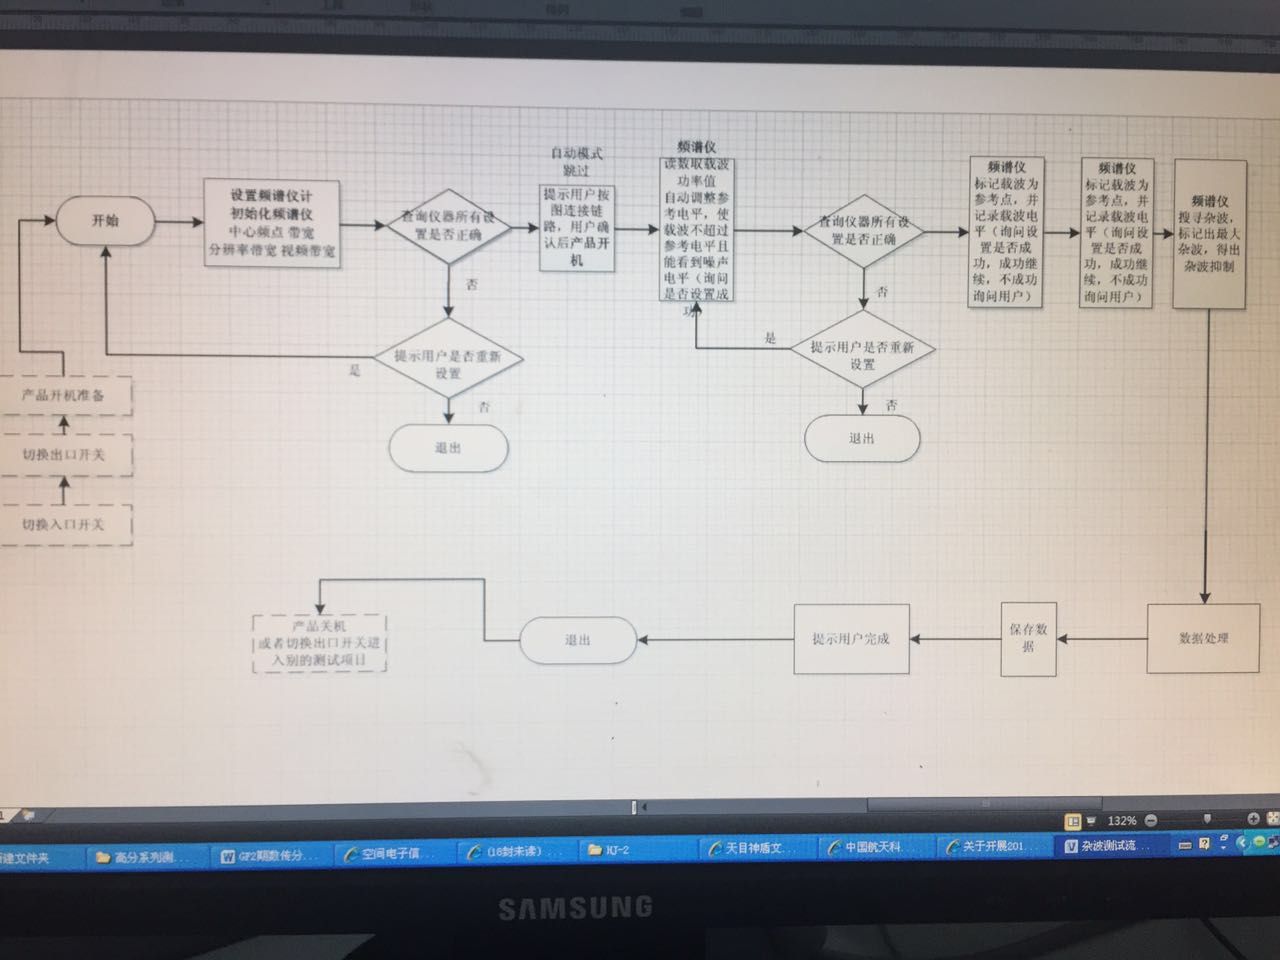 自动模式
跳过
开始
设置频谱仪计
初始化频谱仪
中心频点 带宽
分辨率带宽 视频带宽
查询仪器所有设
置是否正确
提示用户按
图连接链
路，用户确
认后产品开
机
频谱仪
读数取载波
功率值
自动调整参
考电平，使
载波不超过
参考电平且
能看到噪声
电平（询问
是否设置成
功
查询仪器所有设
置是否正确
频谱仪
标记载波为
参考点，并
记录载波电
平（询问设
置是否成
功，成功继
续，不成功
询问用户）
频谱仪
标记载波为
参考点，并
记录载波电
平（询问设
置是否成
功，成功继
续，不成功
询问用户）
频谱仪
搜寻杂波，
标记出最大
杂波，得出
杂波抑制
否
否
提示用户是否重新
设置
是
提示用户是否重新
设置
是
否
否
退出
退出
产品开机准备
切换出口开关
切换入口开关
产品关机
或者切换出口开关进
入别的测试项目
退出
提示用户完成
保存数
据
数据处理
132%
建文件夹
高分系列测...
GF2期数传分...
空间电子信...
(18封未读)...
HJ-2
天目神盾文...
中国航天科...
关于开展201...
杂波测试流...
SAMSUNG